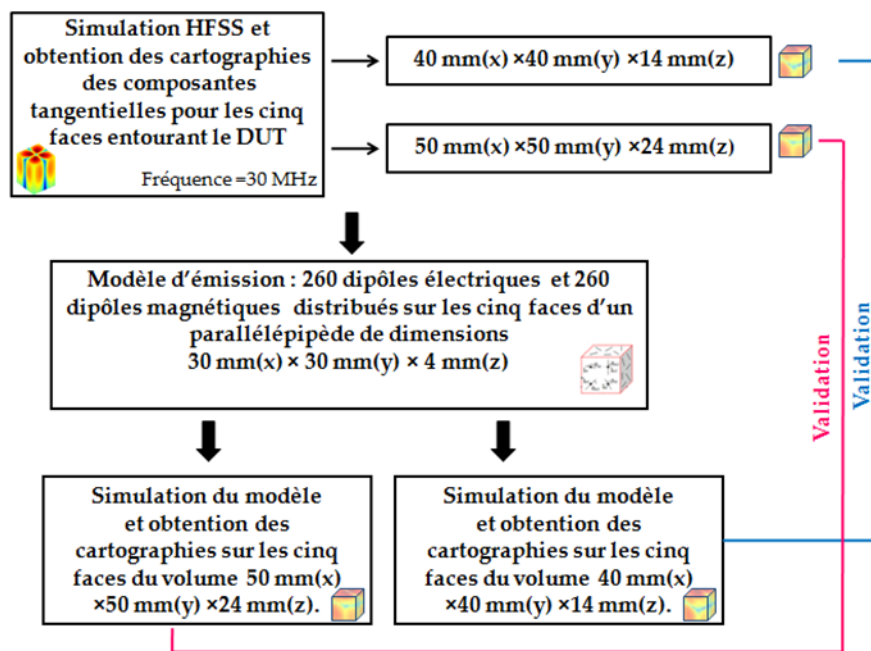 Simulation HFSS et
obtention des cartographies
des composantes
tangentielles pour les cinq
faces entourant le DUT
Fréquence =30 MHz
40 mm(x) ×40 mm(y) ×14 mm(z)
50 mm(x) ×50 mm(y) ×24 mm(z)
Modèle d'émission : 260 dipôles électriques et 260
dipôles magnétiques distribués sur les cinq faces d'un
parallélépipède de dimensions
30 mm(x) × 30 mm(y) × 4 mm(z)
Validation
Validation
Simulation du modèle
et obtention des
cartographies sur les cinq
faces du volume 50 mm(x)
×50 mm(y) ×24 mm(z).
Simulation du modèle
et obtention des
cartographies sur les cinq
faces du volume 40 mm(x)
×40 mm(y) ×14 mm(z).